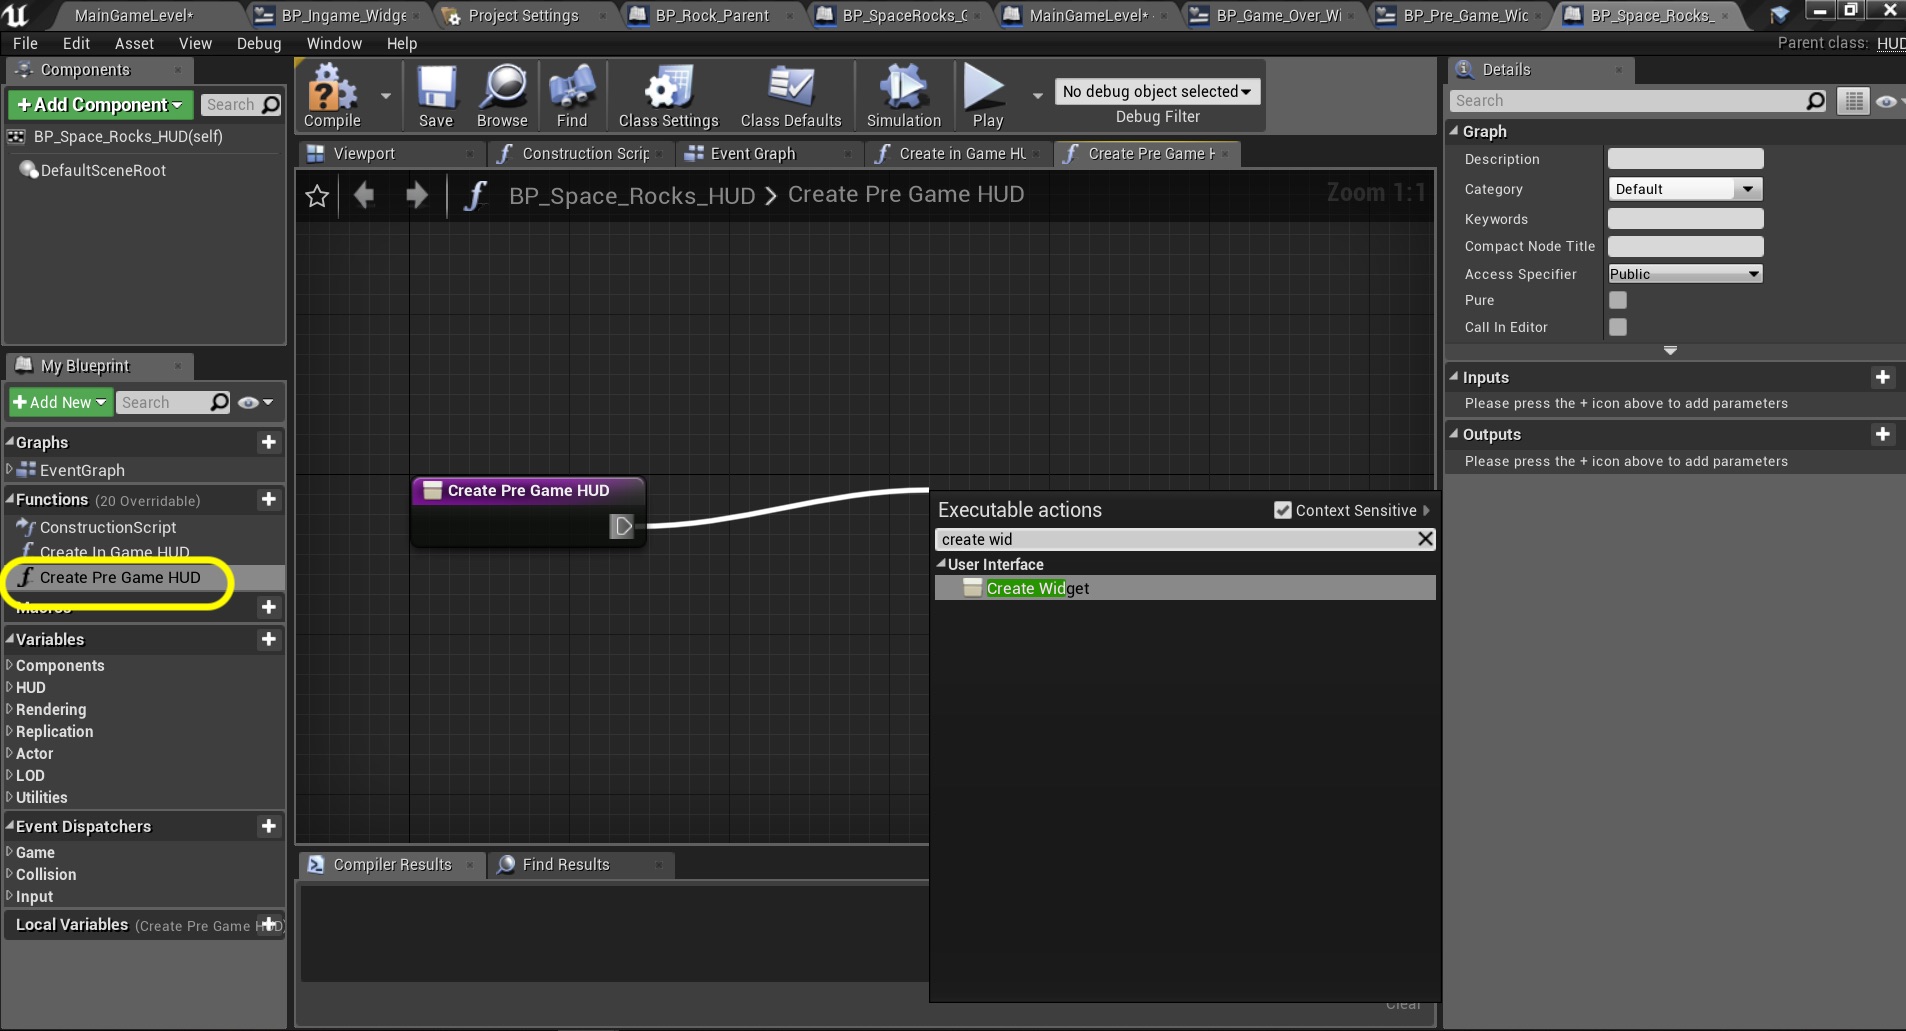 MainGameLevel*
BP_Ingame_Widge
Project Settings
BP_Rock_Parent
BP_SpaceRocks_G
MainGameLevel*
BP_Game_Over_Wi
BP_Pre_Game_Wid
BP_Space_Rocks_
File Edit Asset View Debug Window Help
Parent class: HUD
Components
+Add Component
Search
BP_Space_Rocks_HUD(self)
DefaultSceneRoot
Compile
Save
Browse
Find
Class Settings
Class Defaults
Simulation
Play
No debug object selected
Debug Filter
Viewport
Construction Scrip
Event Graph
Create in Game HU
Create Pre Game H
BP_Space_Rocks_HUD > Create Pre Game HUD
Zoom 1:1
My Blueprint
+Add New
Search
Graphs
EventGraph
Functions (20 Overridable)
ConstructionScript
Create In Game HUD
Create Pre Game HUD
Macros
Variables
Components
HUD
Rendering
Replication
Actor
LOD
Utilities
Event Dispatchers
Game
Collision
Input
Local Variables (Create Pre Game HUD)
Create Pre Game HUD
Executable actions
Context Sensitive
create wid
User Interface
Create Widget
Compiler Results
Find Results
Clear
Details
Search
Graph
Description
Category Default
Keywords
Compact Node Title
Access Specifier Public
Pure
Call In Editor
Inputs
Please press the + icon above to add parameters
Outputs
Please press the + icon above to add parameters